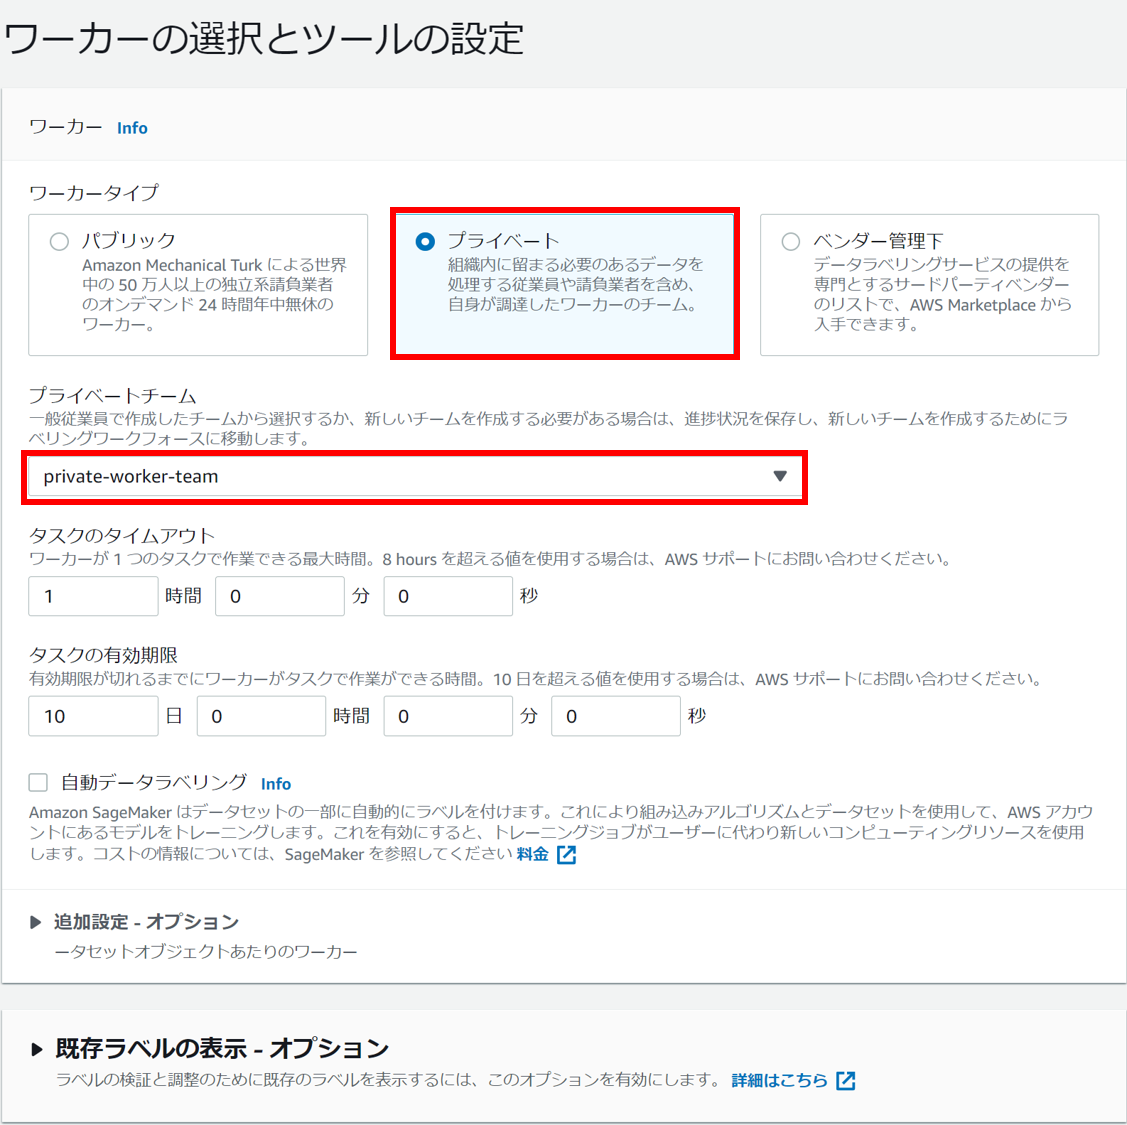 ワーカーの選択とツールの設定
ワーカー Info
ワーカータイプ
パブリック
Amazon Mechanical Turk による世界
中の 50 万人以上の独立系請負業者
のオンデマンド 24 時間年中無休の
ワーカー。
プライベート
組織内に留まる必要のあるデータを
処理する従業員や請負業者を含め、
自身が調達したワーカーのチーム。
ベンダー管理下
データラベリングサービスの提供を
専門とするサードパーティベンダー
のリストで、AWS Marketplace から
入手できます。
プライベートチーム
一般従業員で作成したチームから選択するか、新しいチームを作成する必要がある場合は、進捗状況を保存し、新しいチームを作成するためにラ
ベリングワークフォースに移動します。
private-worker-team
タスクのタイムアウト
ワーカーが 1 つのタスクで作業できる最大時間。8 hours を超える値を使用する場合は、AWS サポートにお問い合わせください。
1 時間 0 分 0 秒
タスクの有効期限
有効期限が切れるまでにワーカーがタスクで作業ができる時間。10 日を超える値を使用する場合は、AWS サポートにお問い合わせください。
10 日 0 時間 0 分 0 秒
自動データラベリング Info
Amazon SageMaker はデータセットの一部に自動的にラベルを付けます。これにより組み込みアルゴリズムとデータセットを使用して、AWS アカウ
ントにあるモデルをトレーニングします。これを有効にすると、トレーニングジョブがユーザーに代わり新しいコンピューティングリソースを使用
します。コストの情報については、SageMaker を参照してください 料金
追加設定 - オプション
ータセットオブジェクトあたりのワーカー
既存ラベルの表示 - オプション
ラベルの検証と調整のために既存のラベルを表示するには、このオプションを有効にします。 詳細はこちら